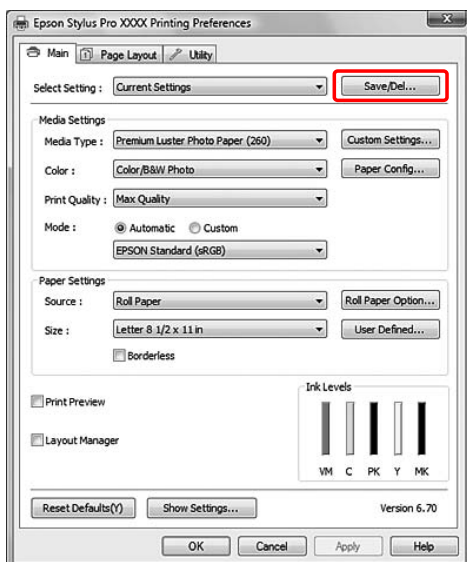 Epson Stylus Pro XXXX Printing Preferences
Main Page Layout Utility
Select Setting : Current Settings Save/Del...
Media Settings
Media Type : Premium Luster Photo Paper (260) Custom Settings...
Color : Color/B&W Photo Paper Config...
Print Quality : Max Quality
Mode : Automatic Custom
EPSON Standard (sRGB)
Paper Settings
Source : Roll Paper Roll Paper Option...
Size : Letter 8 1/2 x 11 in User Defined...
Borderless
Ink Levels
Print Preview
Layout Manager
VM C PK Y MK
Reset Defaults(Y) Show Settings... Version 6.70
OK Cancel Apply Help